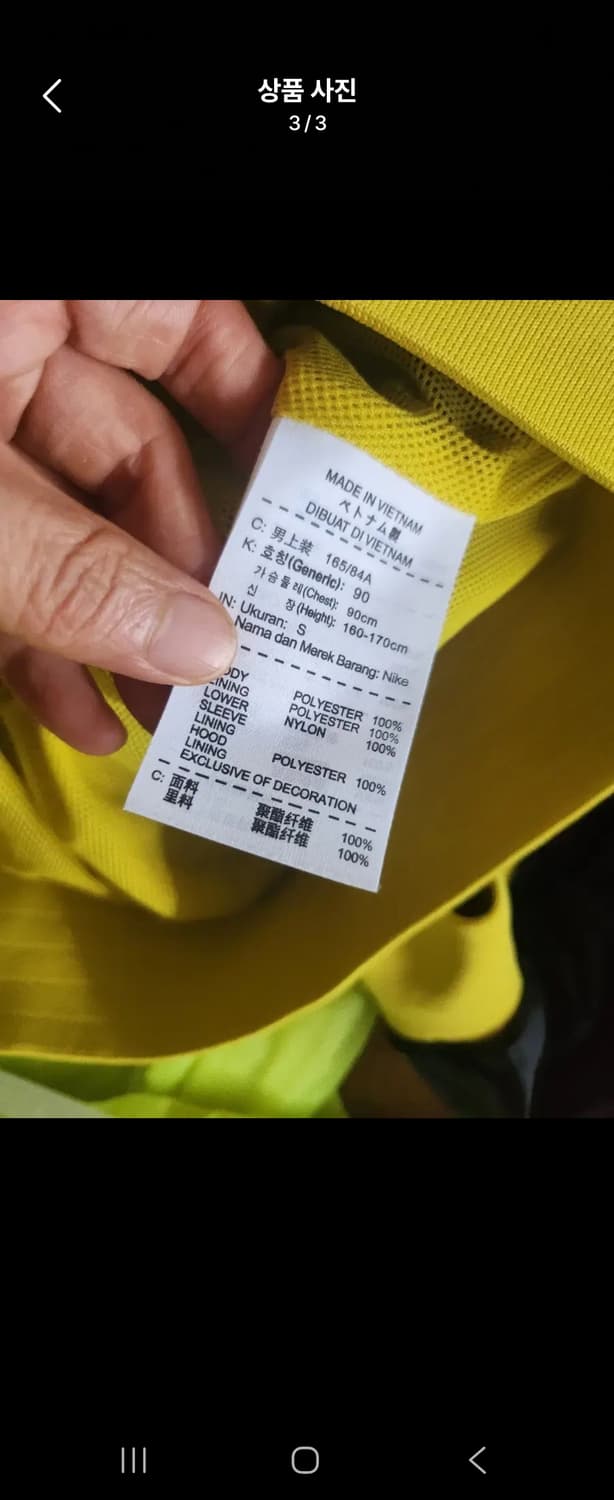 상품 사진
3/3
MADE IN VIETNAM
ベトナム製
DIBUAT DI VIETNAM
C: 男上装 165/84A
K: 호칭(Generic): 90
가슴둘레(Chest): 90cm
신 장(Height): 160-170cm
IN: Ukuran: S
Nama dan Merek Barang: Nike
POLYESTER 100%
POLYESTER 100%
LOWER NYLON 100%
SLEEVE
LINING
HOOD
LINING POLYESTER 100%
EXCLUSIVE OF DECORATION
C: 面料 聚酯纤维 100%
里料 聚酯纤维 100%